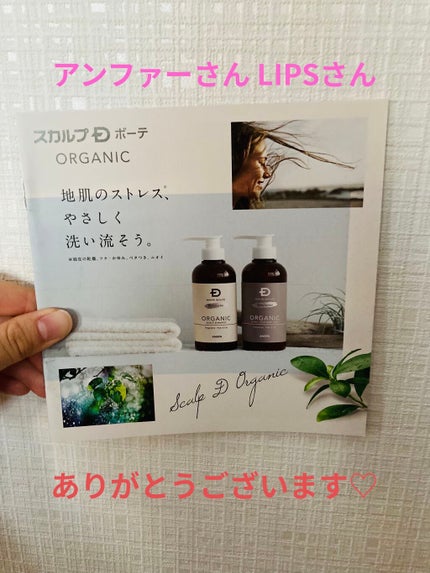 アンファーさん LIPSさん
スカルプD ボーテ
ORGANIC
地肌のストレス、
やさしく
洗い流そう。
ORGANIC
ORGANIC
Scalp D Organic
ありがとうございます♡